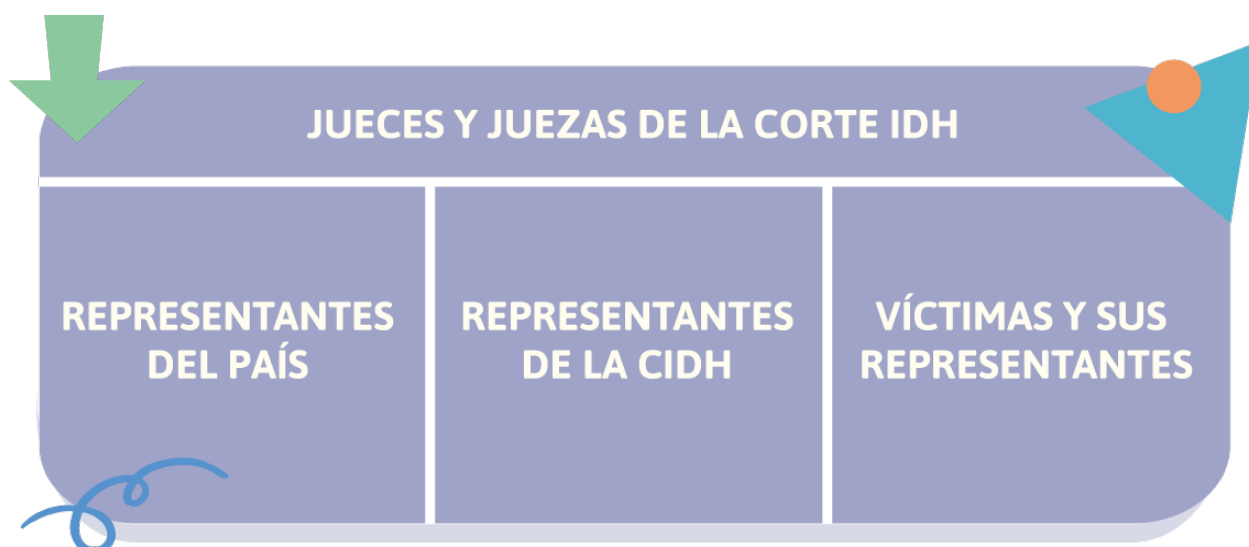 JUECES Y JUEZAS DE LA CORTE IDH
REPRESENTANTES
DEL PAÍS
REPRESENTANTES
DE LA CIDH
VÍCTIMAS Y SUS
REPRESENTANTES